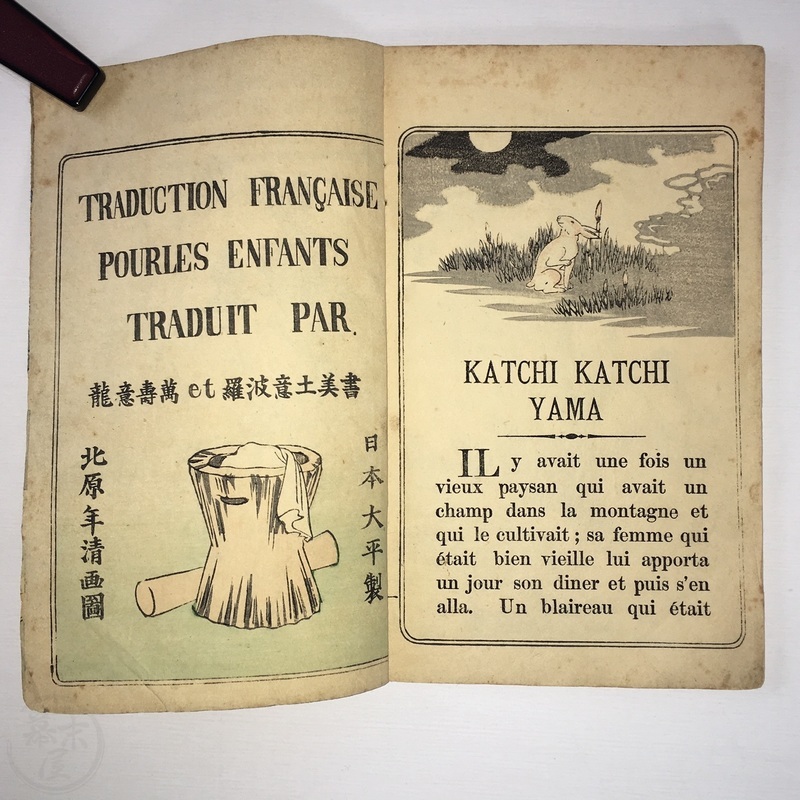 TRADUCTION FRANÇAISE
POURLES ENFANTS
TRADUIT PAR.
龍意壽萬 et 羅波意土美書
日本大平製
北原年清画圖
KATCHI KATCHI
YAMA
IL y avait une fois un
vieux paysan qui avait un
champ dans la montagne et
qui le cultivait ; sa femme qui
était bien vieille lui apporta
un jour son diner et puis s'en
alla. Un blaireau qui était